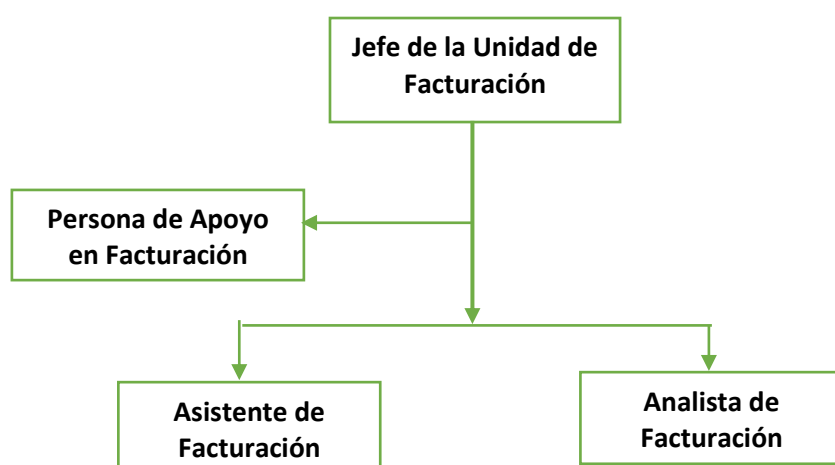 Jefe de la Unidad de
Facturación
Persona de Apoyo
en Facturación
Asistente de
Facturación
Analista de
Facturación